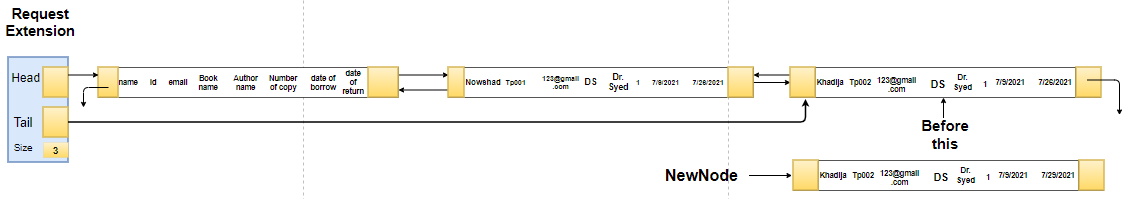 Request
Extension
Head
name Id email Book name Author name Number of copy date of borrow date of return
Nowshad Tp001 123@gmail.com DS Dr. Syed 1 7/8/2021 7/28/2021
Khadija Tp002 123@gmail.com DS Dr. Syed 1 7/9/2021 7/26/2021
Tail
Size 3
Before
this
NewNode
Khadija Tp002 123@gmail.com DS Dr. Syed 1 7/9/2021 7/29/2021